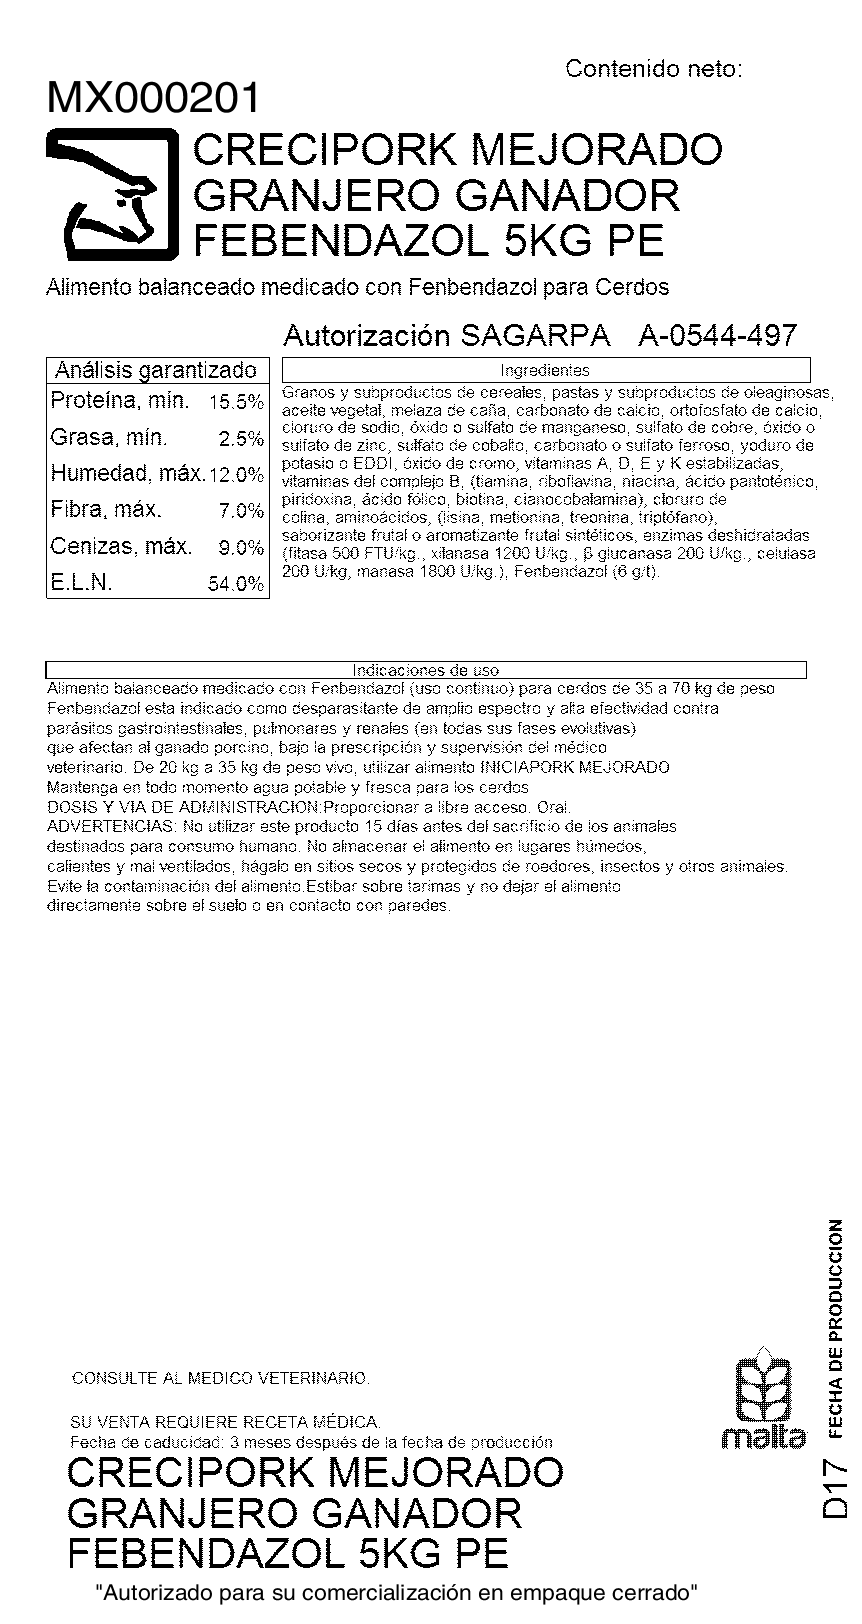 Contenido neto:
MX000201
CRECIPORK MEJORADO
GRANJERO GANADOR
FEBENDAZOL 5KG PE
Alimento balanceado medicado con Fenbendazol para Cerdos
Autorización SAGARPA A-0544-497
Análisis garantizado
Proteína, mín. 15.5%
Grasa, mín. 2.5%
Humedad, máx. 12.0%
Fibra, máx. 7.0%
Cenizas, máx. 9.0%
E.L.N. 54.0%
Ingredientes
Granos y subproductos de cereales, pastas y subproductos de oleaginosas,
aceite vegetal, melaza de caña, carbonato de calcio, ortofosfato de calcio,
cloruro de sodio, óxido o sulfato de manganeso, sulfato de cobre, óxido o
sulfato de zinc, sulfato de cobalto, carbonato o sulfato ferroso, yoduro de
potasio o EDDI, óxido de cromo, vitaminas A, D, E y K estabilizadas,
vitaminas del complejo B, (tiamina, riboflavina, niacina, ácido pantoténico,
piridoxina, ácido fólico, biotina, cianocobalamina), cloruro de
colina, aminoácidos, (lisina, metionina, treonina, triptófano),
saborizante frutal o aromatizante frutal sintéticos, enzimas deshidratadas
(fitasa 500 FTU/kg., xilanasa 1200 U/kg., β glucanasa 200 U/kg., celulasa
200 U/kg, manasa 1800 U/kg.), Fenbendazol (6 g/t).
Indicaciones de uso
Alimento balanceado medicado con Fenbendazol (uso continuo) para cerdos de 35 a 70 kg de peso
Fenbendazol esta indicado como desparasitante de amplio espectro y alta efectividad contra
parásitos gastrointestinales, pulmonares y renales (en todas sus fases evolutivas)
que afectan al ganado porcino, bajo la prescripción y supervisión del médico
veterinario. De 20 kg a 35 kg de peso vivo, utilizar alimento INICIAPORK MEJORADO
Mantenga en todo momento agua potable y fresca para los cerdos
DOSIS Y VIA DE ADMINISTRACION:Proporcionar a libre acceso. Oral.
ADVERTENCIAS: No utilizar este producto 15 días antes del sacrificio de los animales
destinados para consumo humano. No almacenar el alimento en lugares húmedos,
calientes y mal ventilados, hágalo en sitios secos y protegidos de roedores, insectos y otros animales.
Evite la contaminación del alimento.Estibar sobre tarimas y no dejar el alimento
directamente sobre el suelo o en contacto con paredes.
FECHA DE PRODUCCION
D17
CONSULTE AL MEDICO VETERINARIO.
SU VENTA REQUIERE RECETA MÉDICA.
Fecha de caducidad: 3 meses después de la fecha de producción
malta
CRECIPORK MEJORADO
GRANJERO GANADOR
FEBENDAZOL 5KG PE
"Autorizado para su comercialización en empaque cerrado"